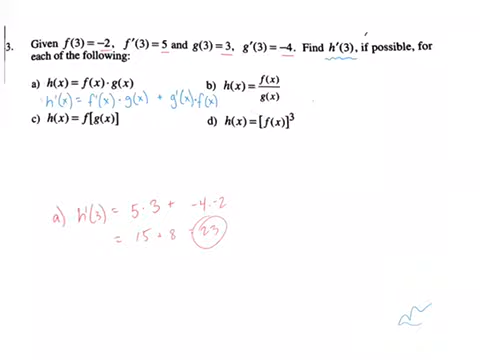 3. Given f(3) = −2, f′(3) = 5 and g(3) = 3, g′(3) = −4. Find h′(3), if possible, for
each of the following:
a) h(x) = f(x) · g(x) b) h(x) = f(x)/g(x)
h'(x) = f'(x) · g(x) + g'(x) · f(x)
c) h(x) = f[g(x)] d) h(x) = [f(x)]³
a) h'(3) = 5 · 3 + -4 · -2
= 15 + 8 = 23